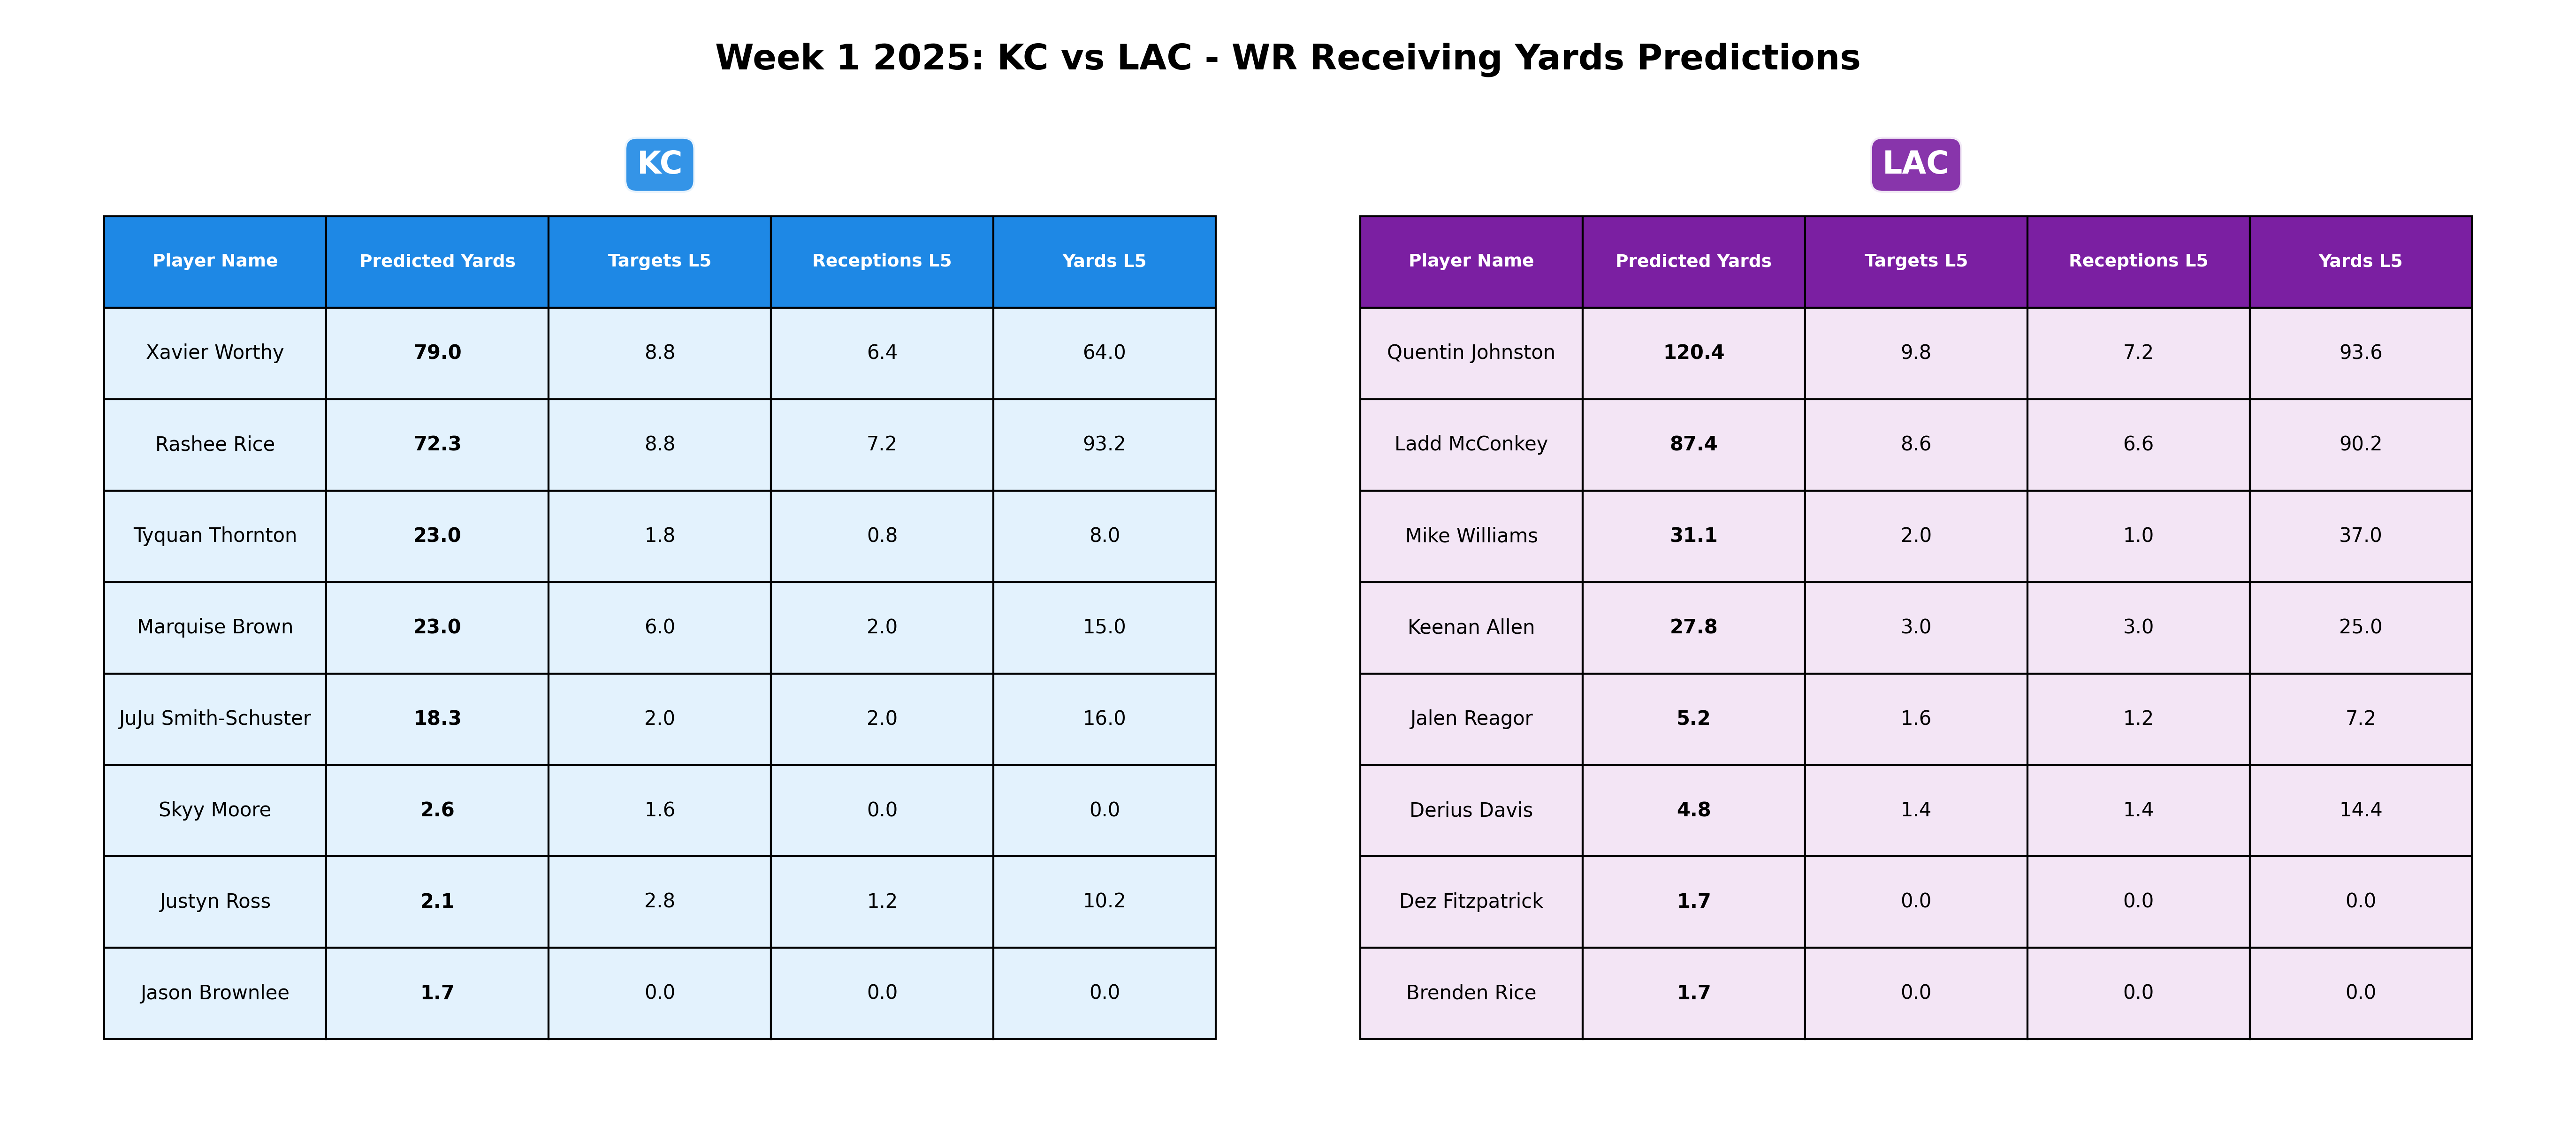 Week 1 2025: KC vs LAC - WR Receiving Yards Predictions
KC
Player Name Predicted Yards Targets L5 Receptions L5 Yards L5
Xavier Worthy 79.0 8.8 6.4 64.0
Rashee Rice 72.3 8.8 7.2 93.2
Tyquan Thornton 23.0 1.8 0.8 8.0
Marquise Brown 23.0 6.0 2.0 15.0
JuJu Smith-Schuster 18.3 2.0 2.0 16.0
Skyy Moore 2.6 1.6 0.0 0.0
Justyn Ross 2.1 2.8 1.2 10.2
Jason Brownlee 1.7 0.0 0.0 0.0
LAC
Player Name Predicted Yards Targets L5 Receptions L5 Yards L5
Quentin Johnston 120.4 9.8 7.2 93.6
Ladd McConkey 87.4 8.6 6.6 90.2
Mike Williams 31.1 2.0 1.0 37.0
Keenan Allen 27.8 3.0 3.0 25.0
Jalen Reagor 5.2 1.6 1.2 7.2
Derius Davis 4.8 1.4 1.4 14.4
Dez Fitzpatrick 1.7 0.0 0.0 0.0
Brenden Rice 1.7 0.0 0.0 0.0